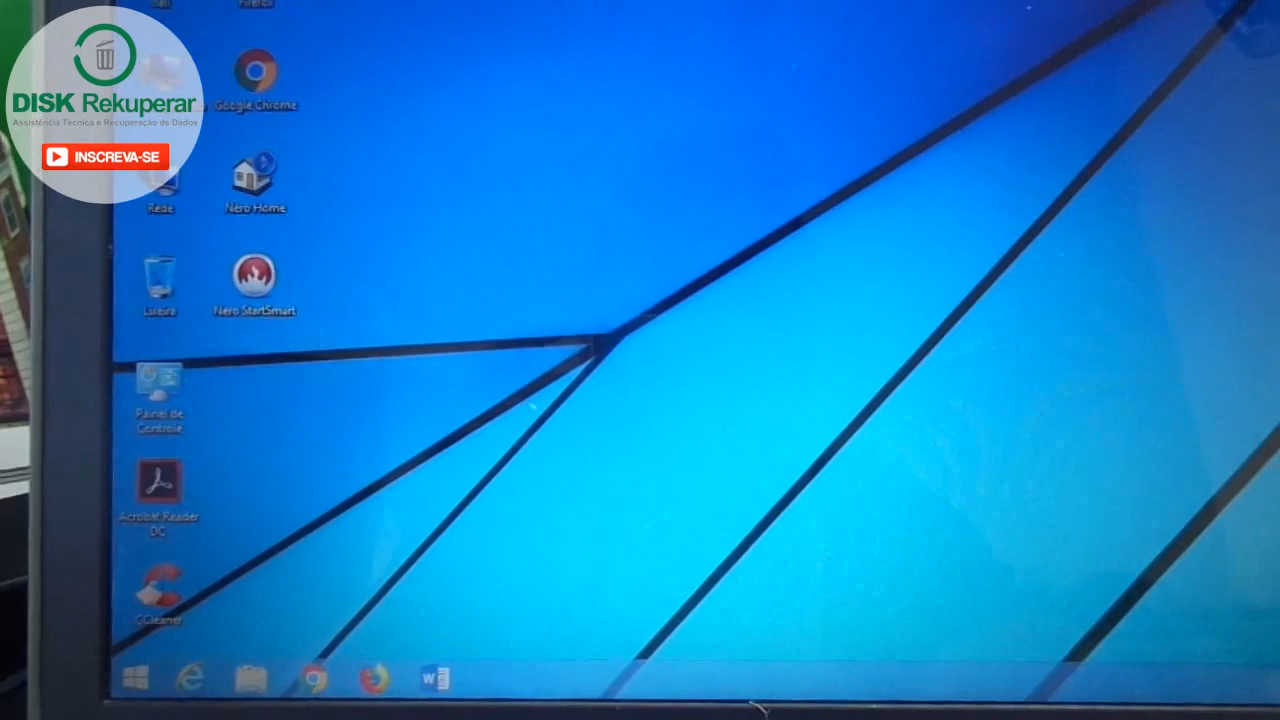 Firefox
DISK Rekuperar
Assistência Técnica e Recuperação de Dados
INSCREVA-SE
Google Chrome
Rede
Nero Home
Lixeira
Nero StartSmart
Painel de
Controle
Acrobat Reader
DC
CCleaner
W